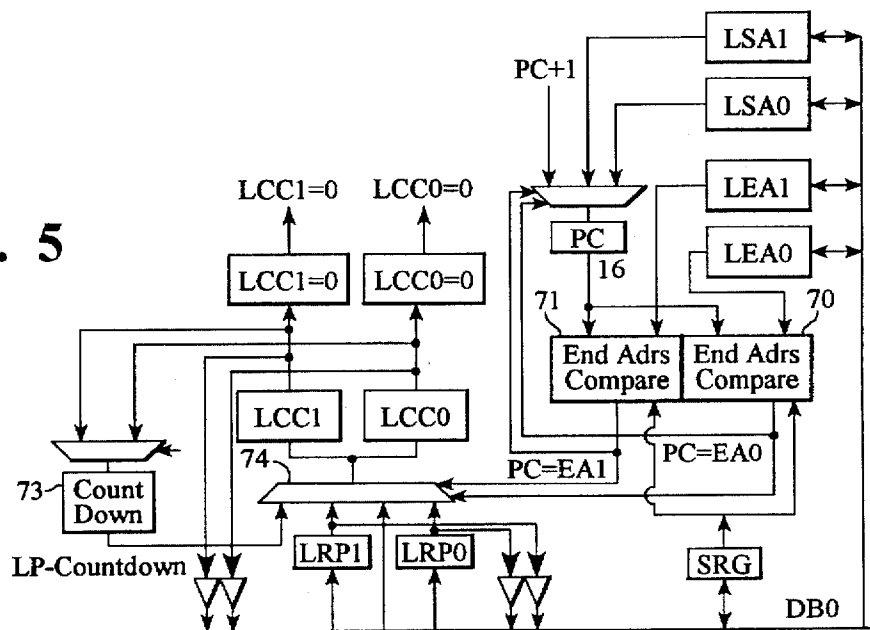 . 5
PC+1
LSA1
LSA0
LEA1
LEA0
LCC1=0
LCC0=0
LCC1=0
LCC0=0
PC
16
71
70
End Adrs
Compare
End Adrs
Compare
LCC1
LCC0
73
Count
Down
74
PC=EA1
PC=EA0
LP-Countdown
LRP1
LRP0
SRG
DB0